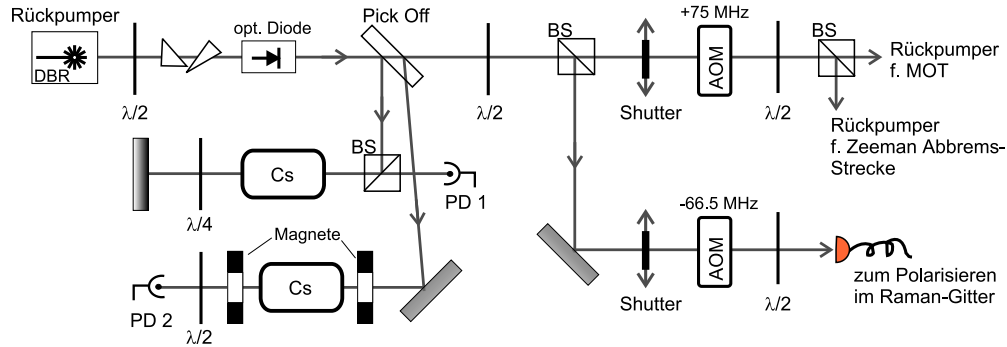 Rückpumper
DBR
λ/2
opt. Diode
Pick Off
λ/2
BS
Shutter
+75 MHz
AOM
λ/2
BS
Rückpumper
f. MOT
Rückpumper
f. Zeeman Abbrems-
Strecke
λ/4
Cs
BS
PD 1
PD 2
λ/2
Magnete
Cs
Shutter
-66.5 MHz
AOM
λ/2
zum Polarisieren
im Raman-Gitter